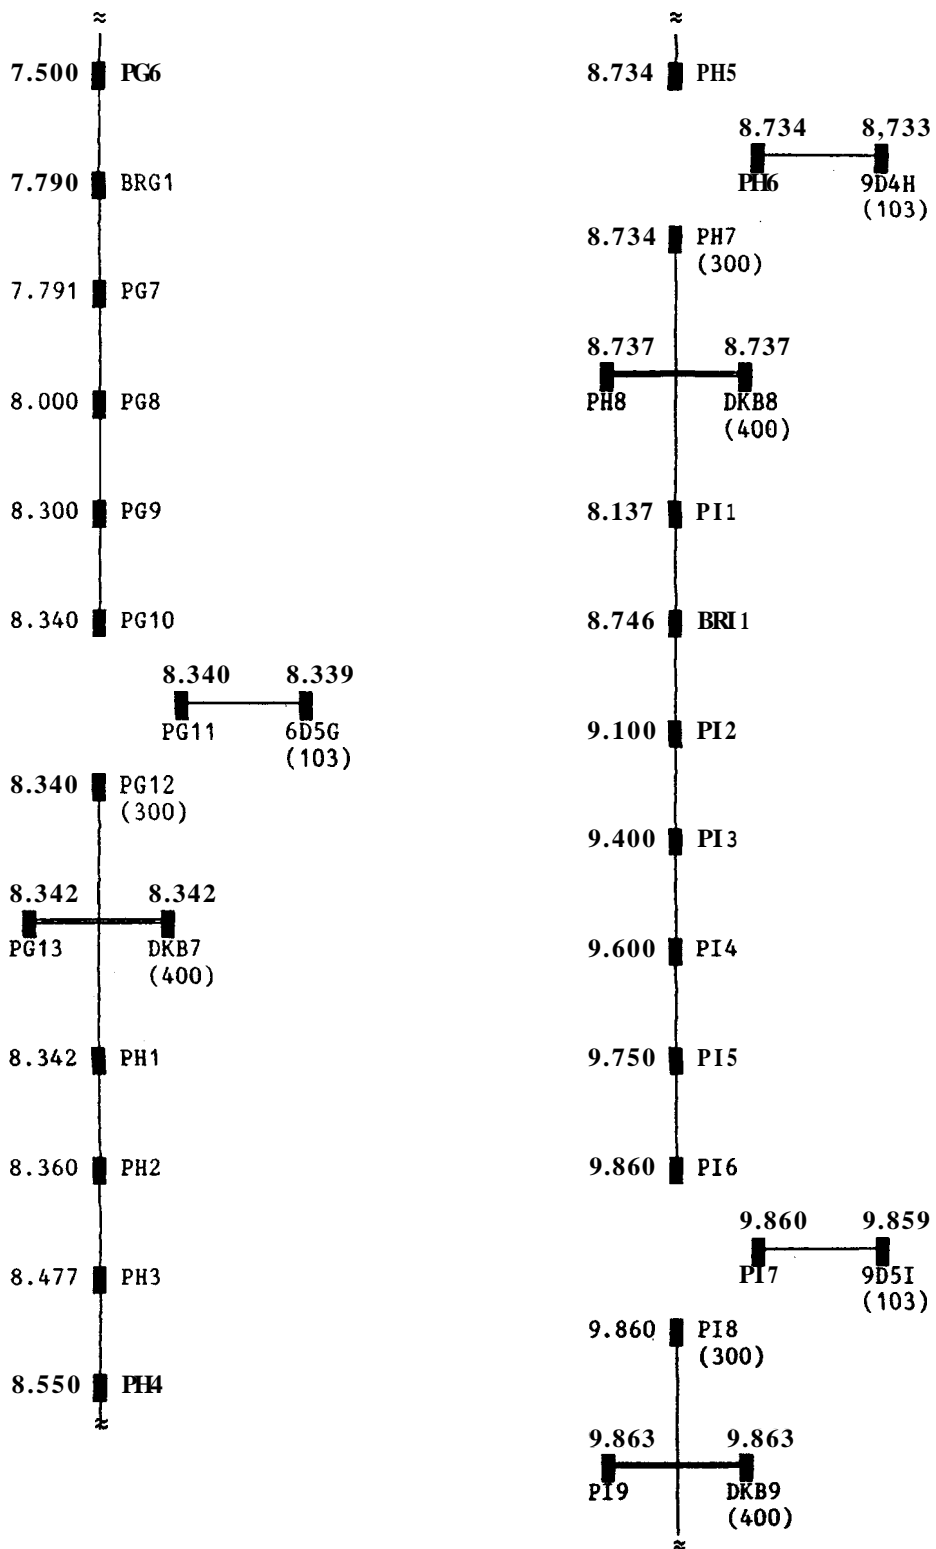 ≈
7.500 PG6
7.790 BRG1
7.791 PG7
8.000 PG8
8.300 PG9
8.340 PG10
8.340 8.339
PG11 6D5G
(103)
8.340 PG12
(300)
8.342 8.342
PG13 DKB7
(400)
8.342 PH1
8.360 PH2
8.477 PH3
8.550 PH4
≈
≈
8.734 PH5
8.734 8,733
PH6 9D4H
(103)
8.734 PH7
(300)
8.737 8.737
PH8 DKB8
(400)
8.137 PI1
8.746 BRI1
9.100 PI2
9.400 PI3
9.600 PI4
9.750 PI5
9.860 PI6
9.860 9.859
PI7 9D5I
(103)
9.860 PI8
(300)
9.863 9.863
PI9 DKB9
(400)
≈